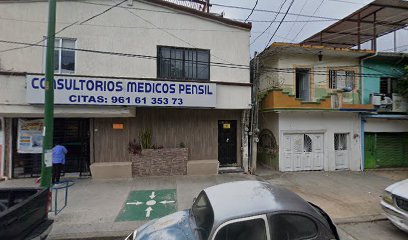 CONSULTORIOS MEDICOS PENSIL
CITAS: 961 61 353 73